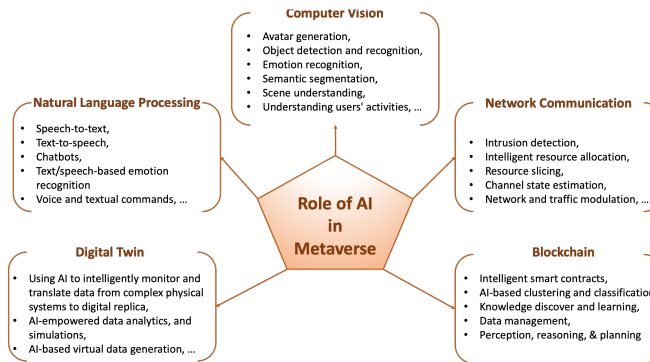 Computer Vision
• Avatar generation,
• Object detection and recognition,
• Emotion recognition,
• Semantic segmentation,
• Scene understanding,
• Understanding users' activities, ...
Natural Language Processing
• Speech-to-text,
• Text-to-speech,
• Chatbots,
• Text/speech-based emotion
recognition
• Voice and textual commands, ...
Network Communication
• Intrusion detection,
• Intelligent resource allocation,
• Resource slicing,
• Channel state estimation,
• Network and traffic modulation, ...
Role of AI
in
Metaverse
Digital Twin
• Using AI to intelligently monitor and
translate data from complex physical
systems to digital replica,
• AI-empowered data analytics, and
simulations,
• AI-based virtual data generation, ...
Blockchain
• Intelligent smart contracts,
• AI-based clustering and classification
• Knowledge discover and learning,
• Data management,
• Perception, reasoning, & planning